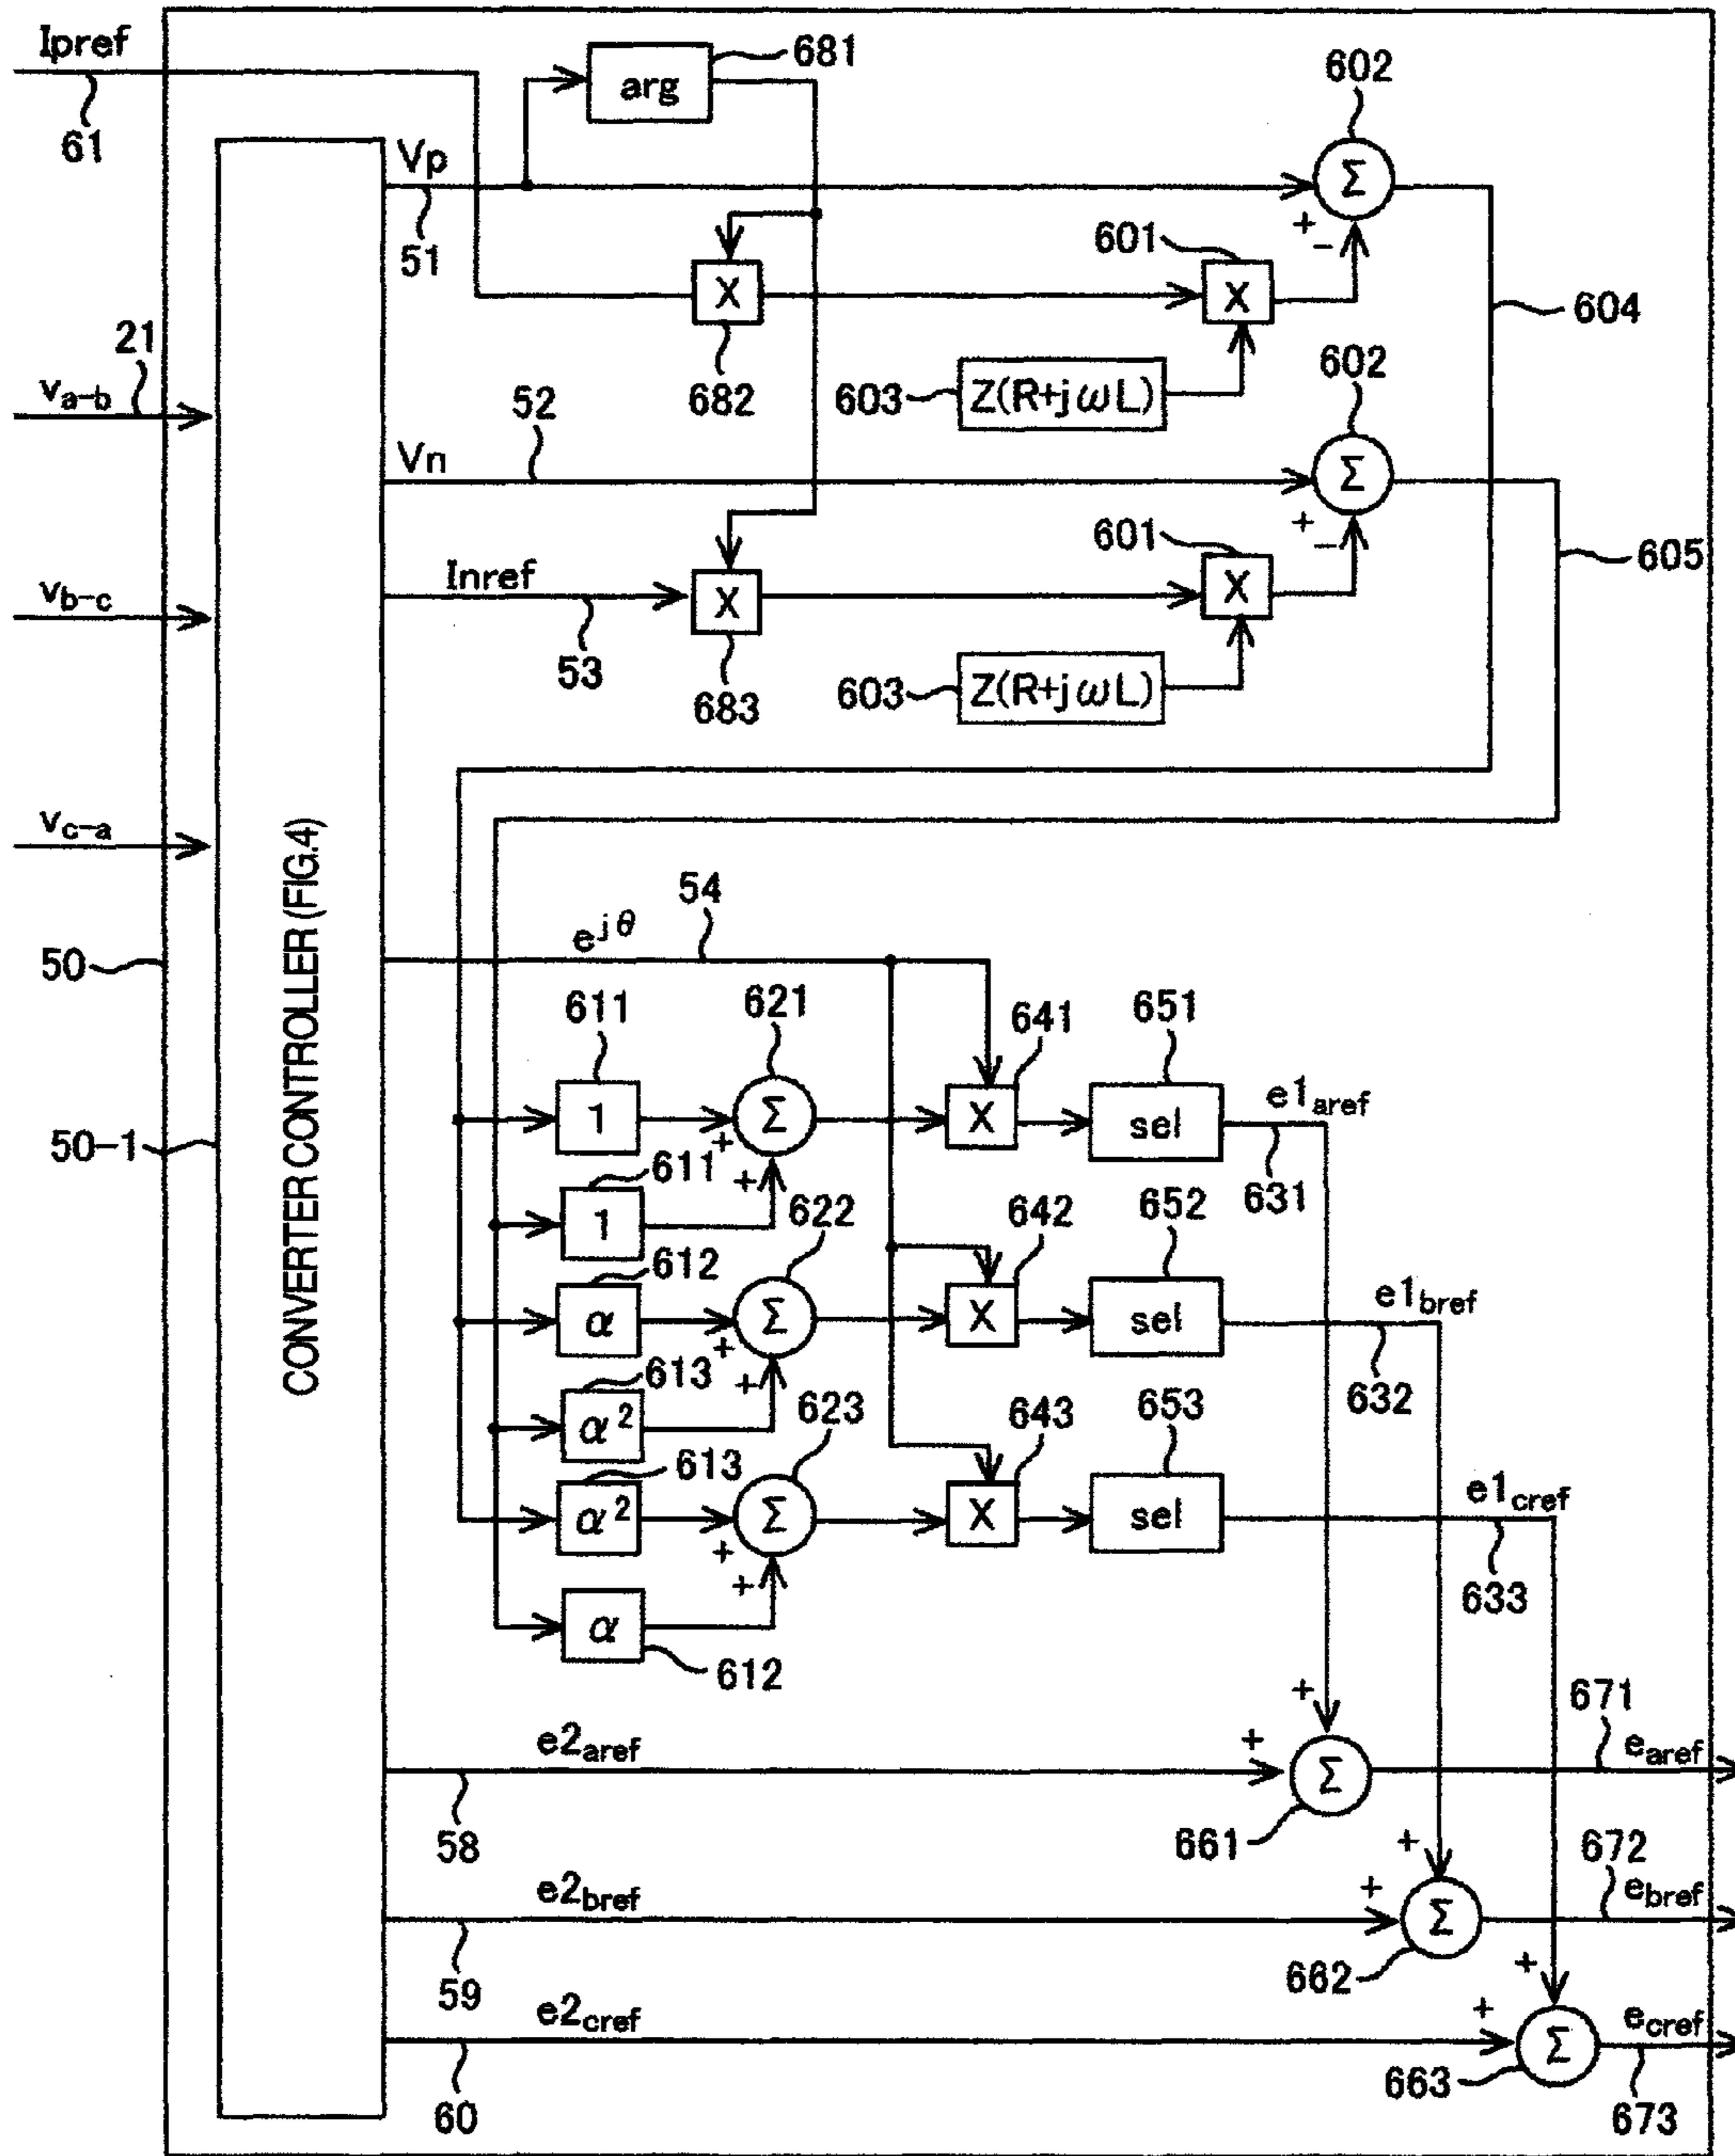 Ipref
61
681
arg
602
Σ
+
-
Vp
51
X
682
601
X
603
Z(R+jωL)
604
21
va-b
52
Vn
602
Σ
+
-
605
vb-c
Inref
53
X
683
601
X
603
Z(R+jωL)
vc-a
50
50-1
CONVERTER CONTROLLER (FIG.4)
54
e^jθ
611
1
621
Σ
+
+
641
X
651
sel
e1aref
631
611
1
622
Σ
+
+
642
X
652
sel
e1bref
632
612
α
613
α²
623
Σ
+
+
643
X
653
sel
e1cref
633
613
α²
α
612
e2aref
58
+
+
Σ
661
671
earef
e2bref
59
+
+
Σ
662
672
ebref
e2cref
60
+
+
Σ
663
ecref
673